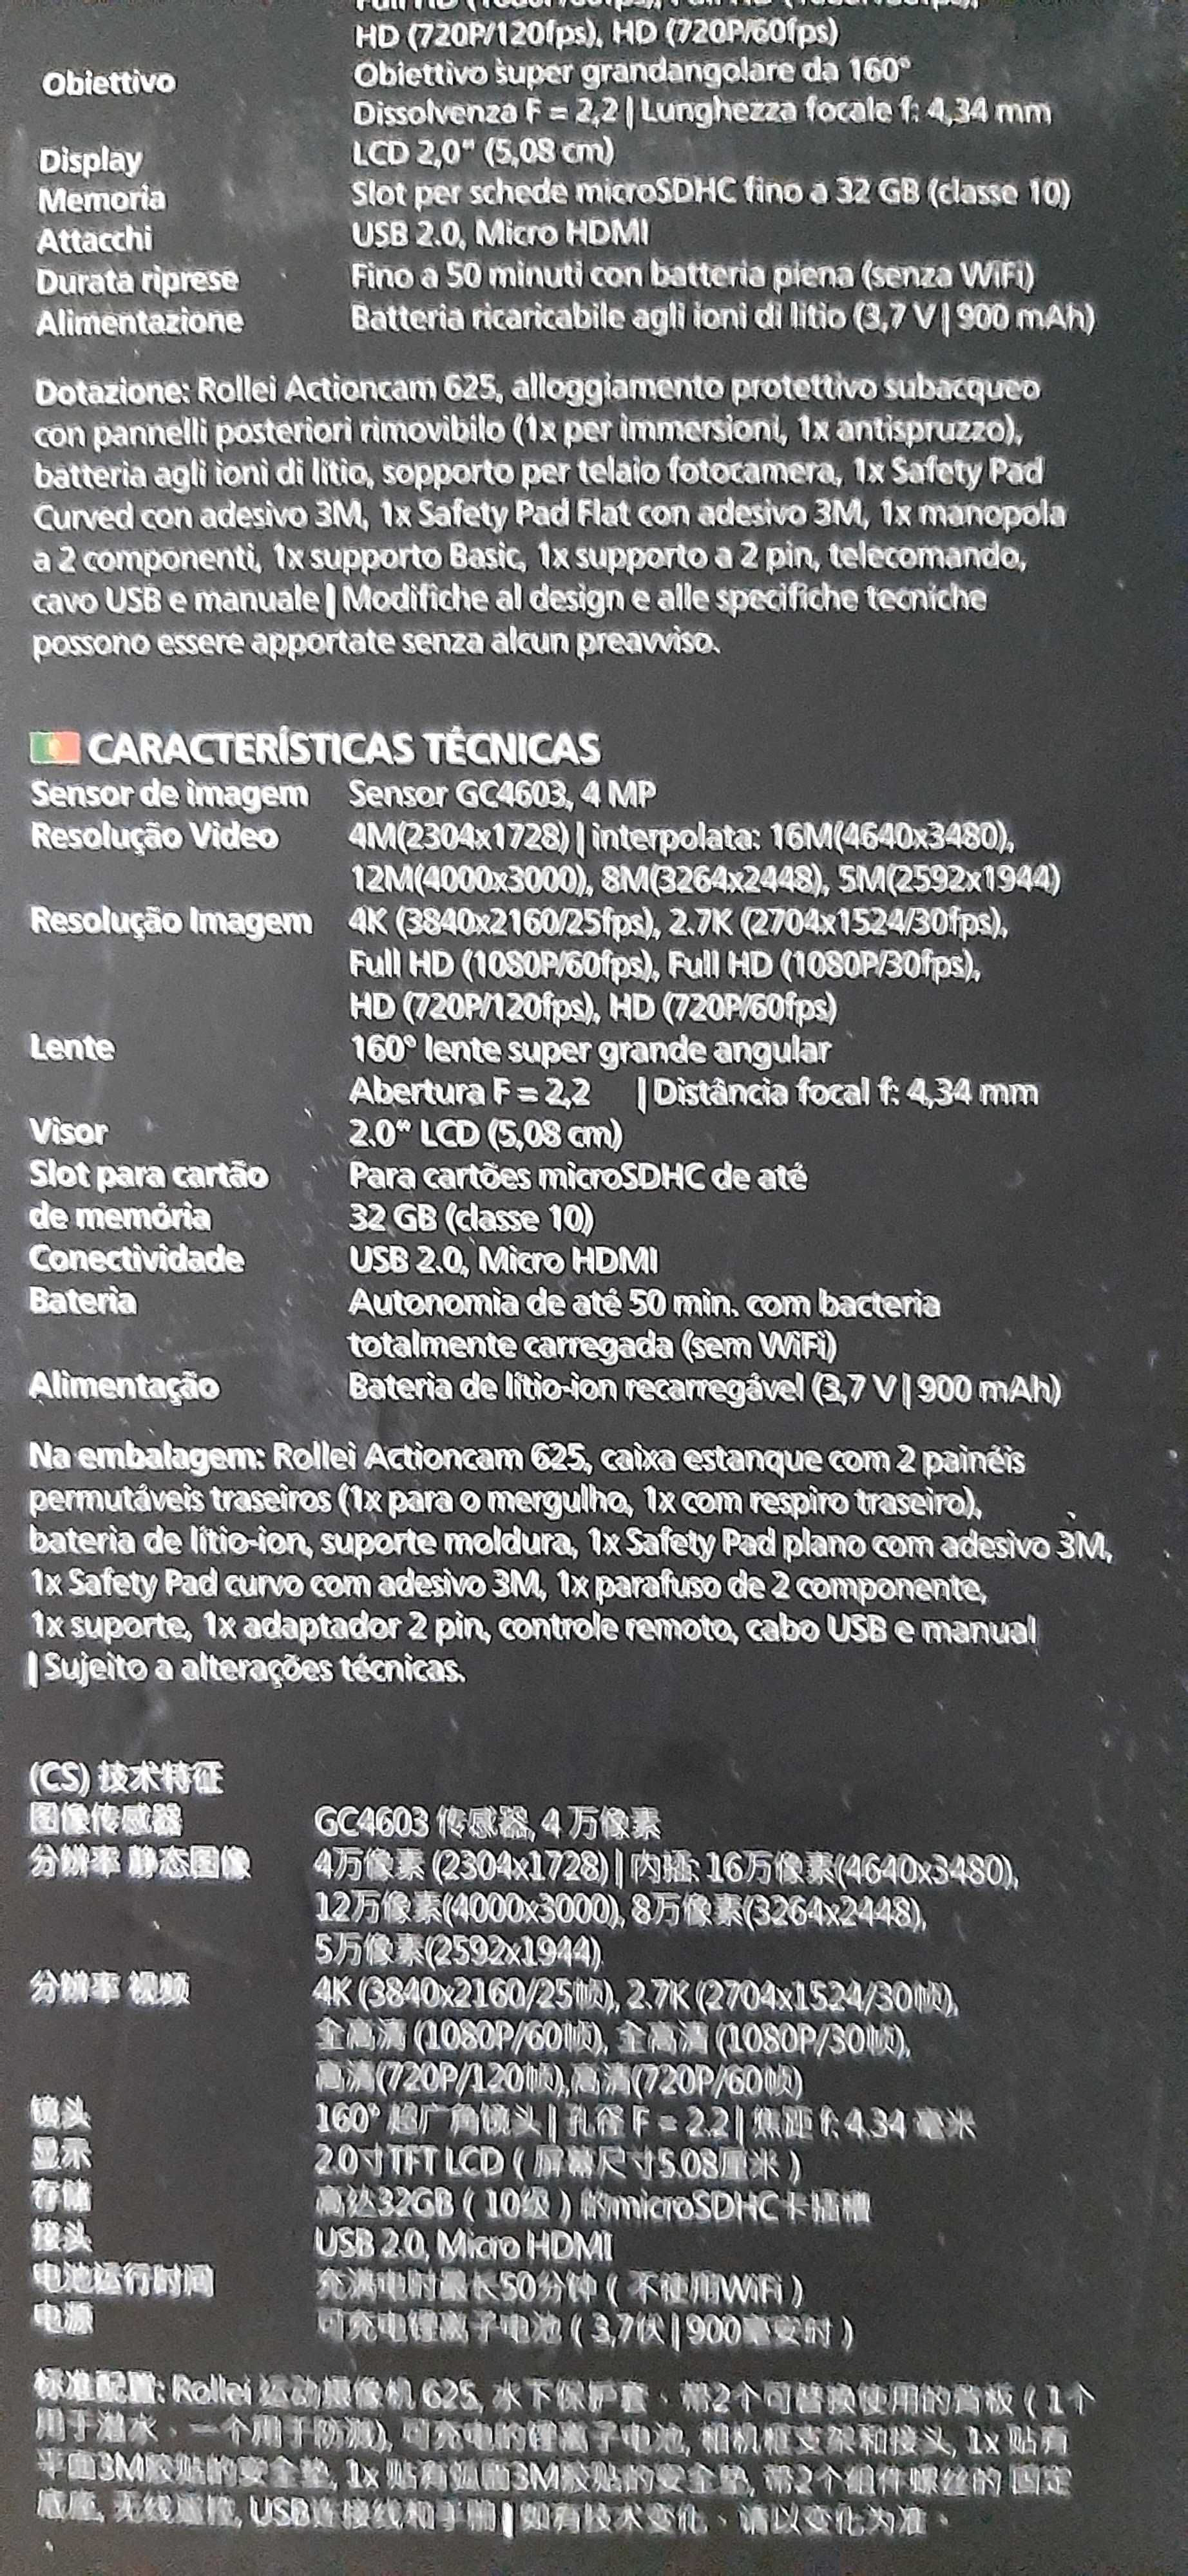 HD (720P/120fps), HD (720P/60fps)
Obiettivo Obiettivo super grandangolare da 160°
Dissolvenza F = 2,2 | Lunghezza focale f: 4,34 mm
Display LCD 2,0" (5,08 cm)
Memoria Slot per schede microSDHC fino a 32 GB (classe 10)
Attacchi USB 2.0, Micro HDMI
Durata riprese Fino a 50 minuti con batteria piena (senza WiFi)
Alimentazione Batteria ricaricabile agli ioni di litio (3,7 V | 900 mAh)
Dotazione: Rollei Actioncam 625, alloggiamento protettivo subacqueo
con pannelli posteriori rimovibilo (1x per immersioni, 1x antispruzzo),
batteria agli ioni di litio, sopporto per telaio fotocamera, 1x Safety Pad
Curved con adesivo 3M, 1x Safety Pad Flat con adesivo 3M, 1x manopola
a 2 componenti, 1x supporto Basic, 1x supporto a 2 pin, telecomando,
cavo USB e manuale | Modifiche al design e alle specifiche tecniche
possono essere apportate senza alcun preavviso.
CARACTERÍSTICAS TÉCNICAS
Sensor de imagem Sensor GC4603, 4 MP
Resolução Video 4M(2304x1728) | interpolata: 16M(4640x3480),
12M(4000x3000), 8M(3264x2448), 5M(2592x1944)
Resolução Imagem 4K (3840x2160/25fps), 2.7K (2704x1524/30fps),
Full HD (1080P/60fps), Full HD (1080P/30fps),
HD (720P/120fps), HD (720P/60fps)
Lente 160° lente super grande angular
Abertura F = 2,2 | Distância focal f: 4,34 mm
Visor 2.0" LCD (5,08 cm)
Slot para cartão Para cartões microSDHC de até
de memória 32 GB (classe 10)
Conectividade USB 2.0, Micro HDMI
Bateria Autonomia de até 50 min. com bacteria
totalmente carregada (sem WiFi)
Alimentação Bateria de lítio-ion recarregável (3,7 V | 900 mAh)
Na embalagem: Rollei Actioncam 625, caixa estanque com 2 painéis
permutáveis traseiros (1x para o mergulho, 1x com respiro traseiro),
bateria de lítio-ion, suporte moldura, 1x Safety Pad plano com adesivo 3M,
1x Safety Pad curvo com adesivo 3M, 1x parafuso de 2 componente,
1x suporte, 1x adaptador 2 pin, controle remoto, cabo USB e manual
| Sujeito a alterações técnicas.
(CS) 技术特征
图像传感器 GC4603 传感器, 4 万像素
分辨率 静态图像 4万像素 (2304x1728) | 内插: 16万像素(4640x3480),
12万像素(4000x3000), 8万像素(3264x2448),
5万像素(2592x1944)
分辨率 视频 4K (3840x2160/25帧), 2.7K (2704x1524/30帧),
全高清 (1080P/60帧), 全高清 (1080P/30帧),
高清(720P/120帧),高清(720P/60帧)
镜头 160° 超广角镜头 | 孔径 F = 2.2 | 焦距 f: 4.34 毫米
显示 2.0寸TFT LCD ( 屏幕尺寸5.08厘米 )
存储 高达32GB ( 10级 ) 的microSDHC卡插槽
接头 USB 2.0, Micro HDMI
电池运行时间 充满电时最长50分钟 ( 不使用WiFi )
电源 可充电锂离子电池 ( 3,7伏 | 900毫安时 )
标准配置: Rollei 运动摄像机 625, 水下保护套、带2个可替换使用的背板 ( 1个
用于潜水、一个用于防溅), 可充电的锂离子电池, 相机框支架和接头, 1x 贴有
平面3M胶贴的安全垫, 1x 贴有弧面3M胶贴的安全垫, 带2个组件螺丝的 固定
底座, 无线遥控, USB连接线和手册 | 如有技术变化、请以变化为准。